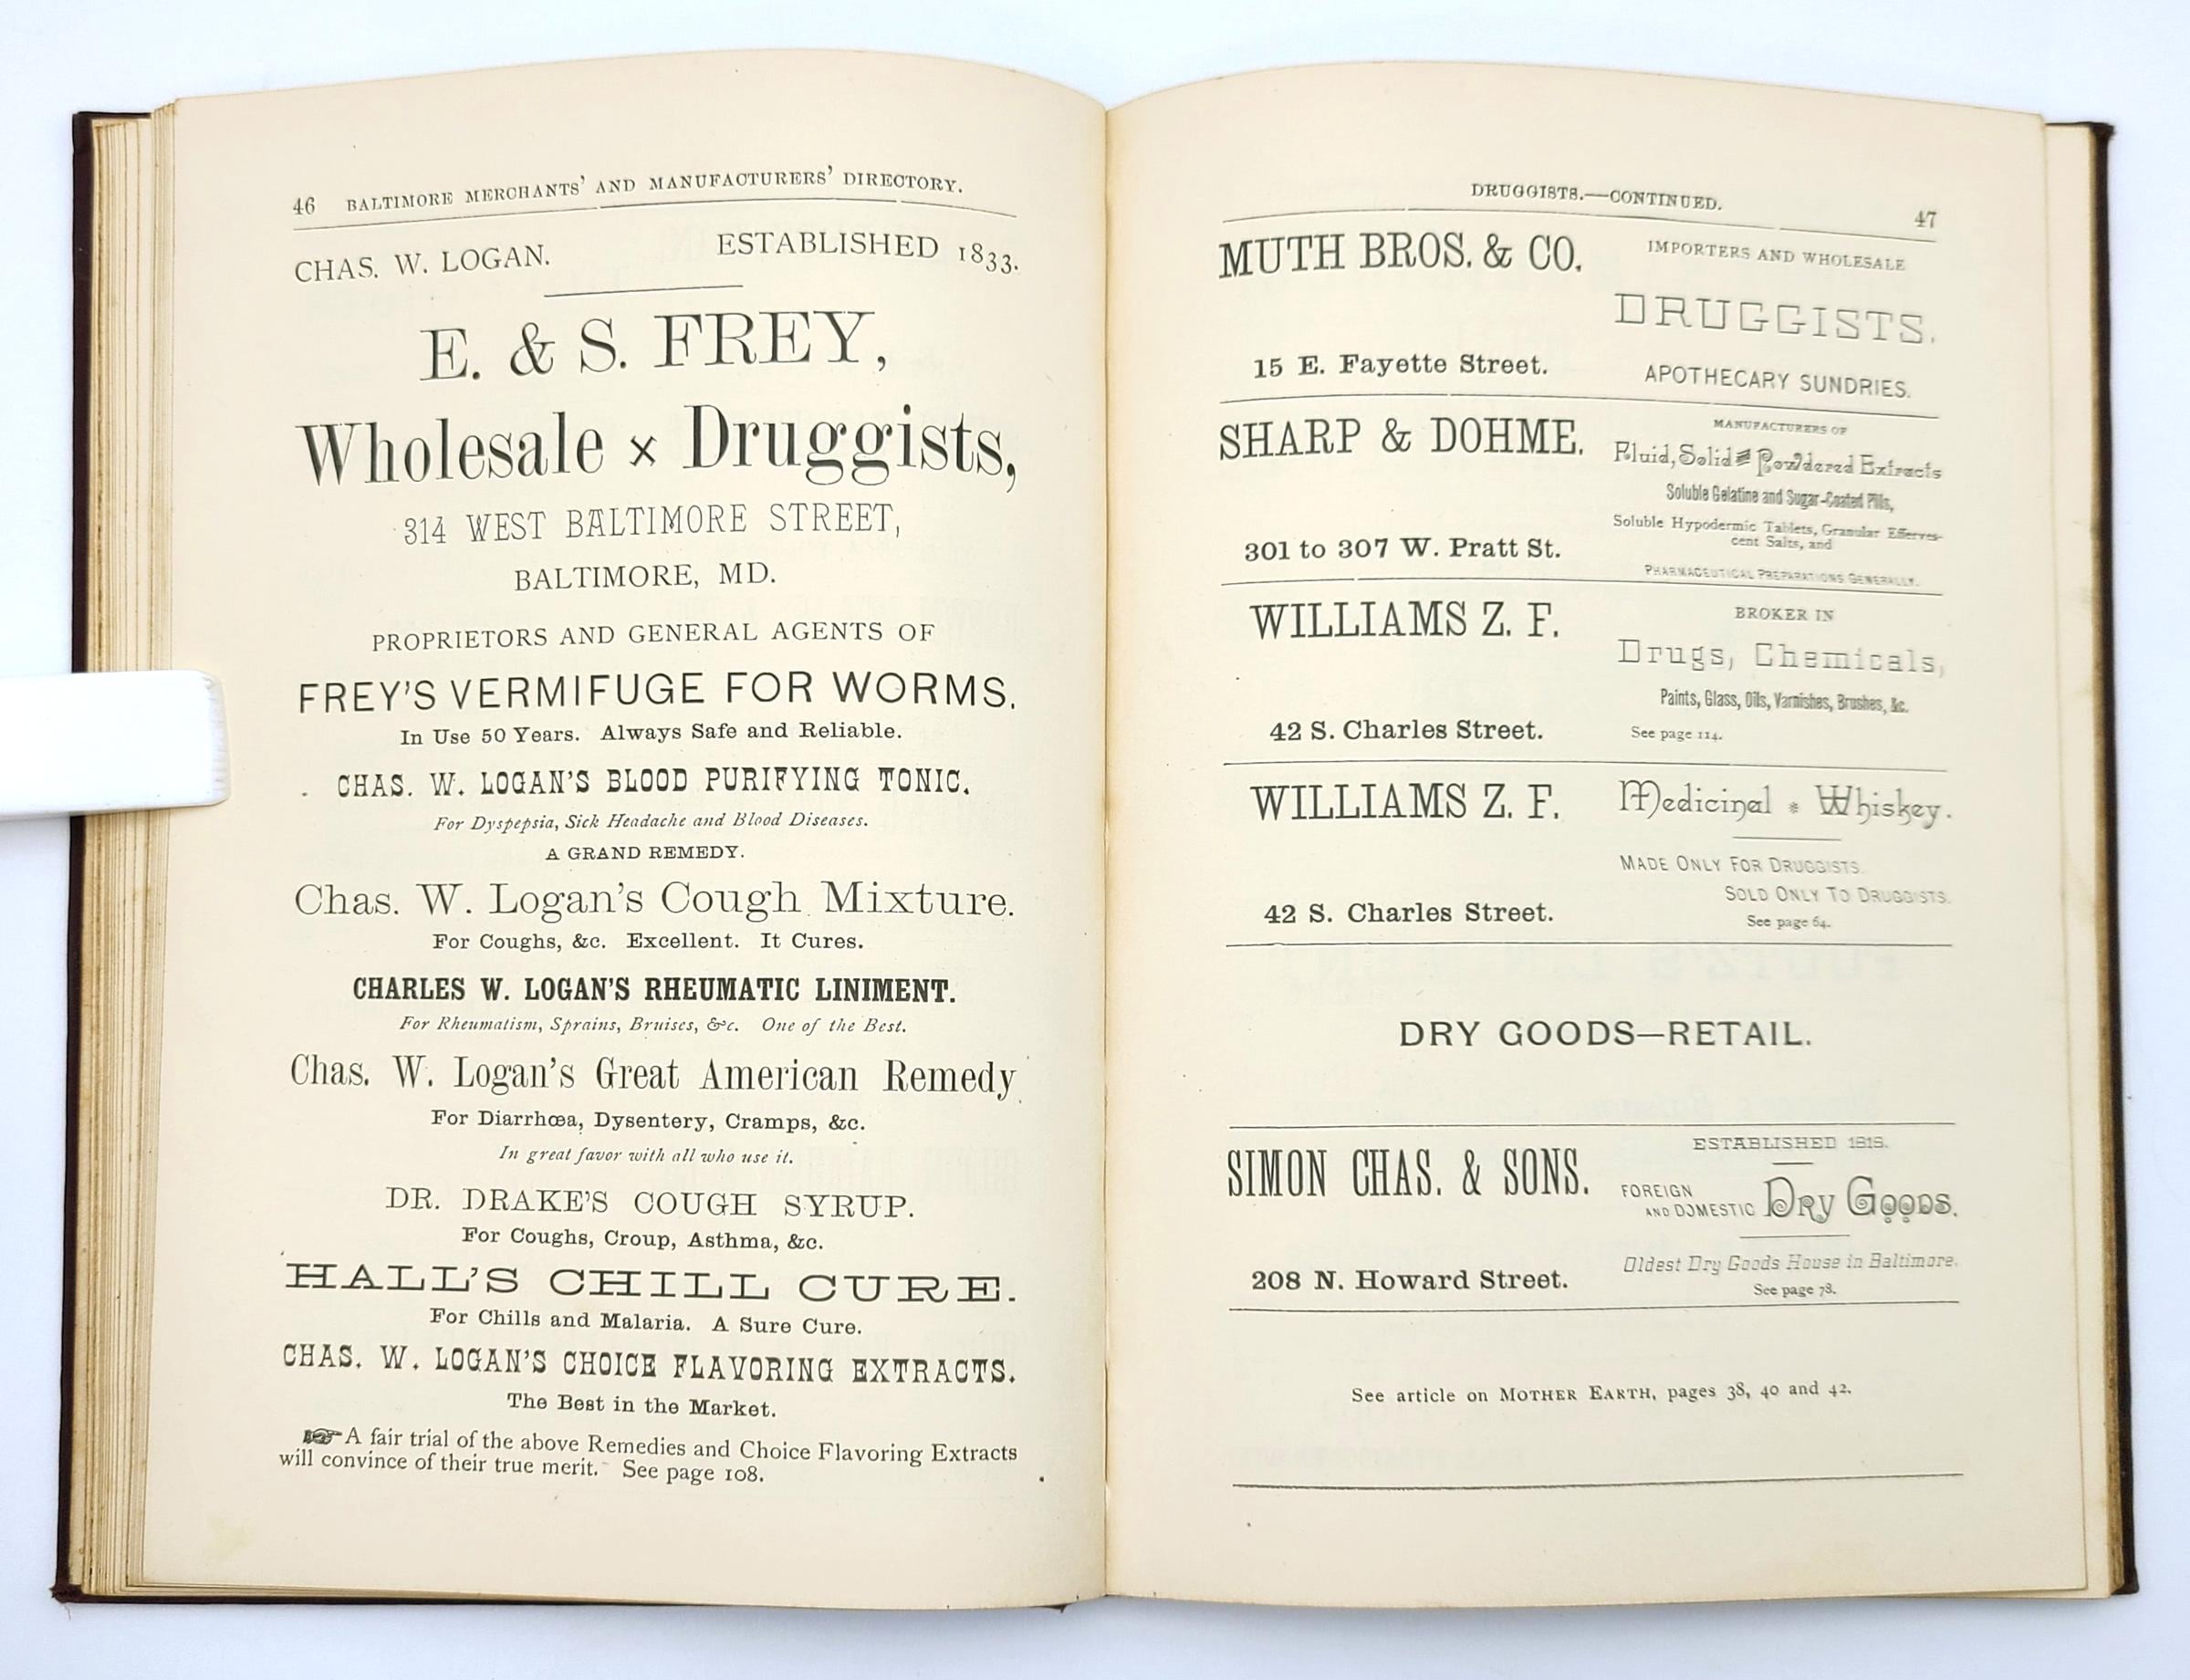 46 BALTIMORE MERCHANTS' AND MANUFACTURERS' DIRECTORY.
CHAS. W. LOGAN. ESTABLISHED 1833.
E. & S. FREY,
Wholesale × Druggists,
314 WEST BALTIMORE STREET,
BALTIMORE, MD.
PROPRIETORS AND GENERAL AGENTS OF
FREY'S VERMIFUGE FOR WORMS.
In Use 50 Years. Always Safe and Reliable.
CHAS. W. LOGAN'S BLOOD PURIFYING TONIC.
For Dyspepsia, Sick Headache and Blood Diseases.
A GRAND REMEDY.
Chas. W. Logan's Cough Mixture.
For Coughs, &c. Excellent. It Cures.
CHARLES W. LOGAN'S RHEUMATIC LINIMENT.
For Rheumatism, Sprains, Bruises, &c. One of the Best.
Chas. W. Logan's Great American Remedy
For Diarrhœa, Dysentery, Cramps, &c.
In great favor with all who use it.
DR. DRAKE'S COUGH SYRUP.
For Coughs, Croup, Asthma, &c.
HALL'S CHILL CURE.
For Chills and Malaria. A Sure Cure.
CHAS. W. LOGAN'S CHOICE FLAVORING EXTRACTS.
The Best in the Market.
☞ A fair trial of the above Remedies and Choice Flavoring Extracts
will convince of their true merit. See page 108.
DRUGGISTS.—CONTINUED. 47
MUTH BROS. & CO.
15 E. Fayette Street.
IMPORTERS AND WHOLESALE
DRUGGISTS.
APOTHECARY SUNDRIES.
SHARP & DOHME.
301 to 307 W. Pratt St.
MANUFACTURERS OF
Fluid, Solid and Powdered Extracts
Soluble Gelatine and Sugar-Coated Pills,
Soluble Hypodermic Tablets, Granular Efferves-
cent Salts, and
PHARMACEUTICAL PREPARATIONS GENERALLY.
WILLIAMS Z. F.
42 S. Charles Street.
BROKER IN
Drugs, Chemicals,
Paints, Glass, Oils, Varnishes, Brushes, &c.
See page 114.
WILLIAMS Z. F.
42 S. Charles Street.
Medicinal * Whiskey.
MADE ONLY FOR DRUGGISTS.
SOLD ONLY TO DRUGGISTS.
See page 64.
DRY GOODS—RETAIL.
SIMON CHAS. & SONS.
208 N. Howard Street.
ESTABLISHED 1816.
FOREIGN
AND DOMESTIC DRY GOODS.
Oldest Dry Goods House in Baltimore.
See page 78.
See article on MOTHER EARTH, pages 38, 40 and 42.